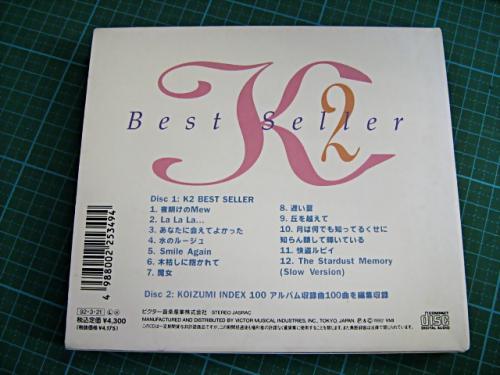 K2
Best Seller
Disc 1: K2 BEST SELLER
1. 夜明けのMew
2. La La La...
3. あなたに会えてよかった
4. 水のルージュ
5. Smile Again
6. 木枯しに抱かれて
7. 魔女
8. 遅い夏
9. 丘を越えて
10. 月は何でも知ってるくせに
知らん顔して輝いている
11. 快盗ルビイ
12. The Stardust Memory
(Slow Version)
Disc 2: KOIZUMI INDEX 100 アルバム収録曲100曲を編集収録
4 988002 253494
92・3・21
税込定価 ¥4,300
(税抜価格 ¥4,175)
ビクター音楽産業株式会社 STEREO JASRAC
MANUFACTURED AND DISTRIBUTED BY VICTOR MUSICAL INDUSTRIES, INC., TOKYO, JAPAN
COMPACT
disc
DIGITAL AUDIO